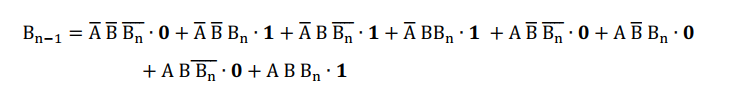 Bₙ₋₁ = A̅ B̅ B̅ₙ̅ · 0 + A̅ B̅ Bₙ · 1 + A̅ B B̅ₙ̅ · 1 + A̅ BBₙ · 1 + A B̅ B̅ₙ̅ · 0 + A B̅ Bₙ · 0
+ A B B̅ₙ̅ · 0 + A B Bₙ · 1